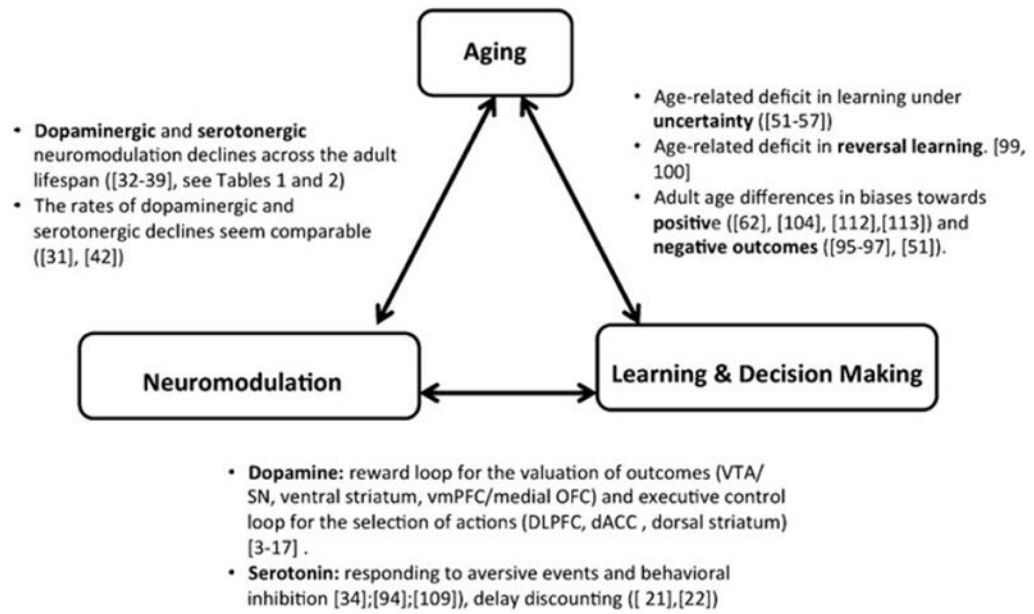 Aging
• Dopaminergic and serotonergic
neuromodulation declines across the adult
lifespan ([32-39], see Tables 1 and 2)
• The rates of dopaminergic and
serotonergic declines seem comparable
([31], [42])
• Age-related deficit in learning under
uncertainty ([51-57])
• Age-related deficit in reversal learning. [99,
100]
• Adult age differences in biases towards
positive ([62], [104], [112],[113]) and
negative outcomes ([95-97], [51]).
Neuromodulation
Learning & Decision Making
• Dopamine: reward loop for the valuation of outcomes (VTA/
SN, ventral striatum, vmPFC/medial OFC) and executive control
loop for the selection of actions (DLPFC, dACC , dorsal striatum)
[3-17] .
• Serotonin: responding to aversive events and behavioral
inhibition [34];[94];[109]), delay discounting ([ 21],[22])